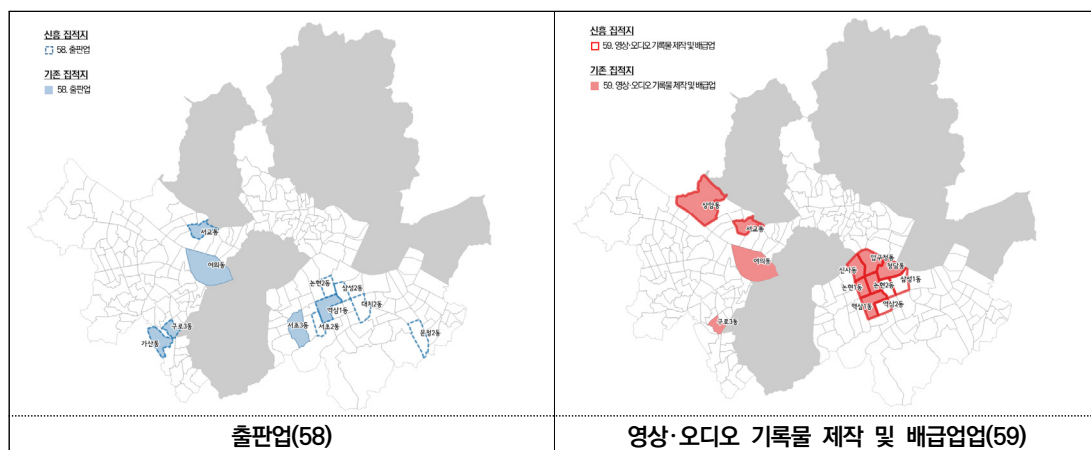 신흥 집적지
58. 출판업
기존 집적지
58. 출판업
서교동
여의동
논현2동
삼성2동
대치2동
역삼1동
서초3동
서초2동
구로3동
가산동
문정2동
출판업(58)
신흥 집적지
59. 영상·오디오 기록물 제작 및 배급업
기존 집적지
59. 영상·오디오 기록물 제작 및 배급업
상암동
서교동
여의동
압구정동
신사동
청담동
삼성1동
논현1동
논현2동
역삼1동
역삼2동
구로3동
영상·오디오 기록물 제작 및 배급업업(59)